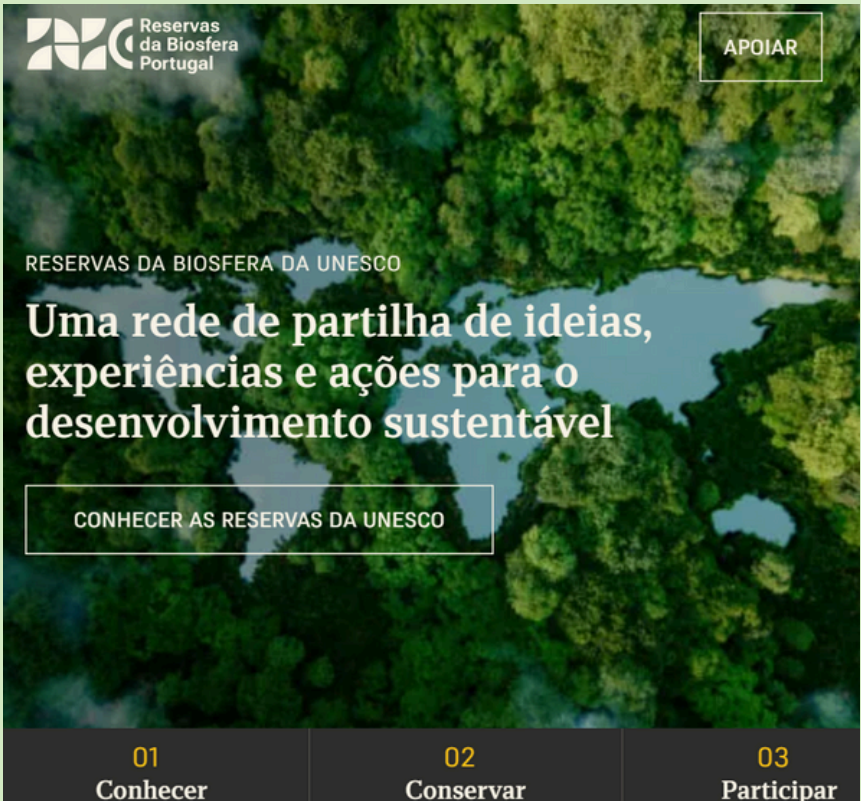 Reservas
da Biosfera
Portugal
APOIAR
RESERVAS DA BIOSFERA DA UNESCO
Uma rede de partilha de ideias,
experiências e ações para o
desenvolvimento sustentável
CONHECER AS RESERVAS DA UNESCO
01
Conhecer
02
Conservar
03
Participar